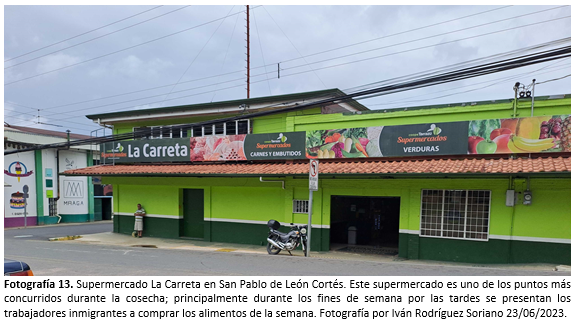 La Carreta
Supermercados
CARNES Y EMBUTIDOS
Supermercados
VERDURAS
MRAGA
Fotografía 13. Supermercado La Carreta en San Pablo de León Cortés. Este supermercado es uno de los puntos más
concurridos durante la cosecha; principalmente durante los fines de semana por las tardes se presentan los
trabajadores inmigrantes a comprar los alimentos de la semana. Fotografía por Iván Rodríguez Soriano 23/06/2023.